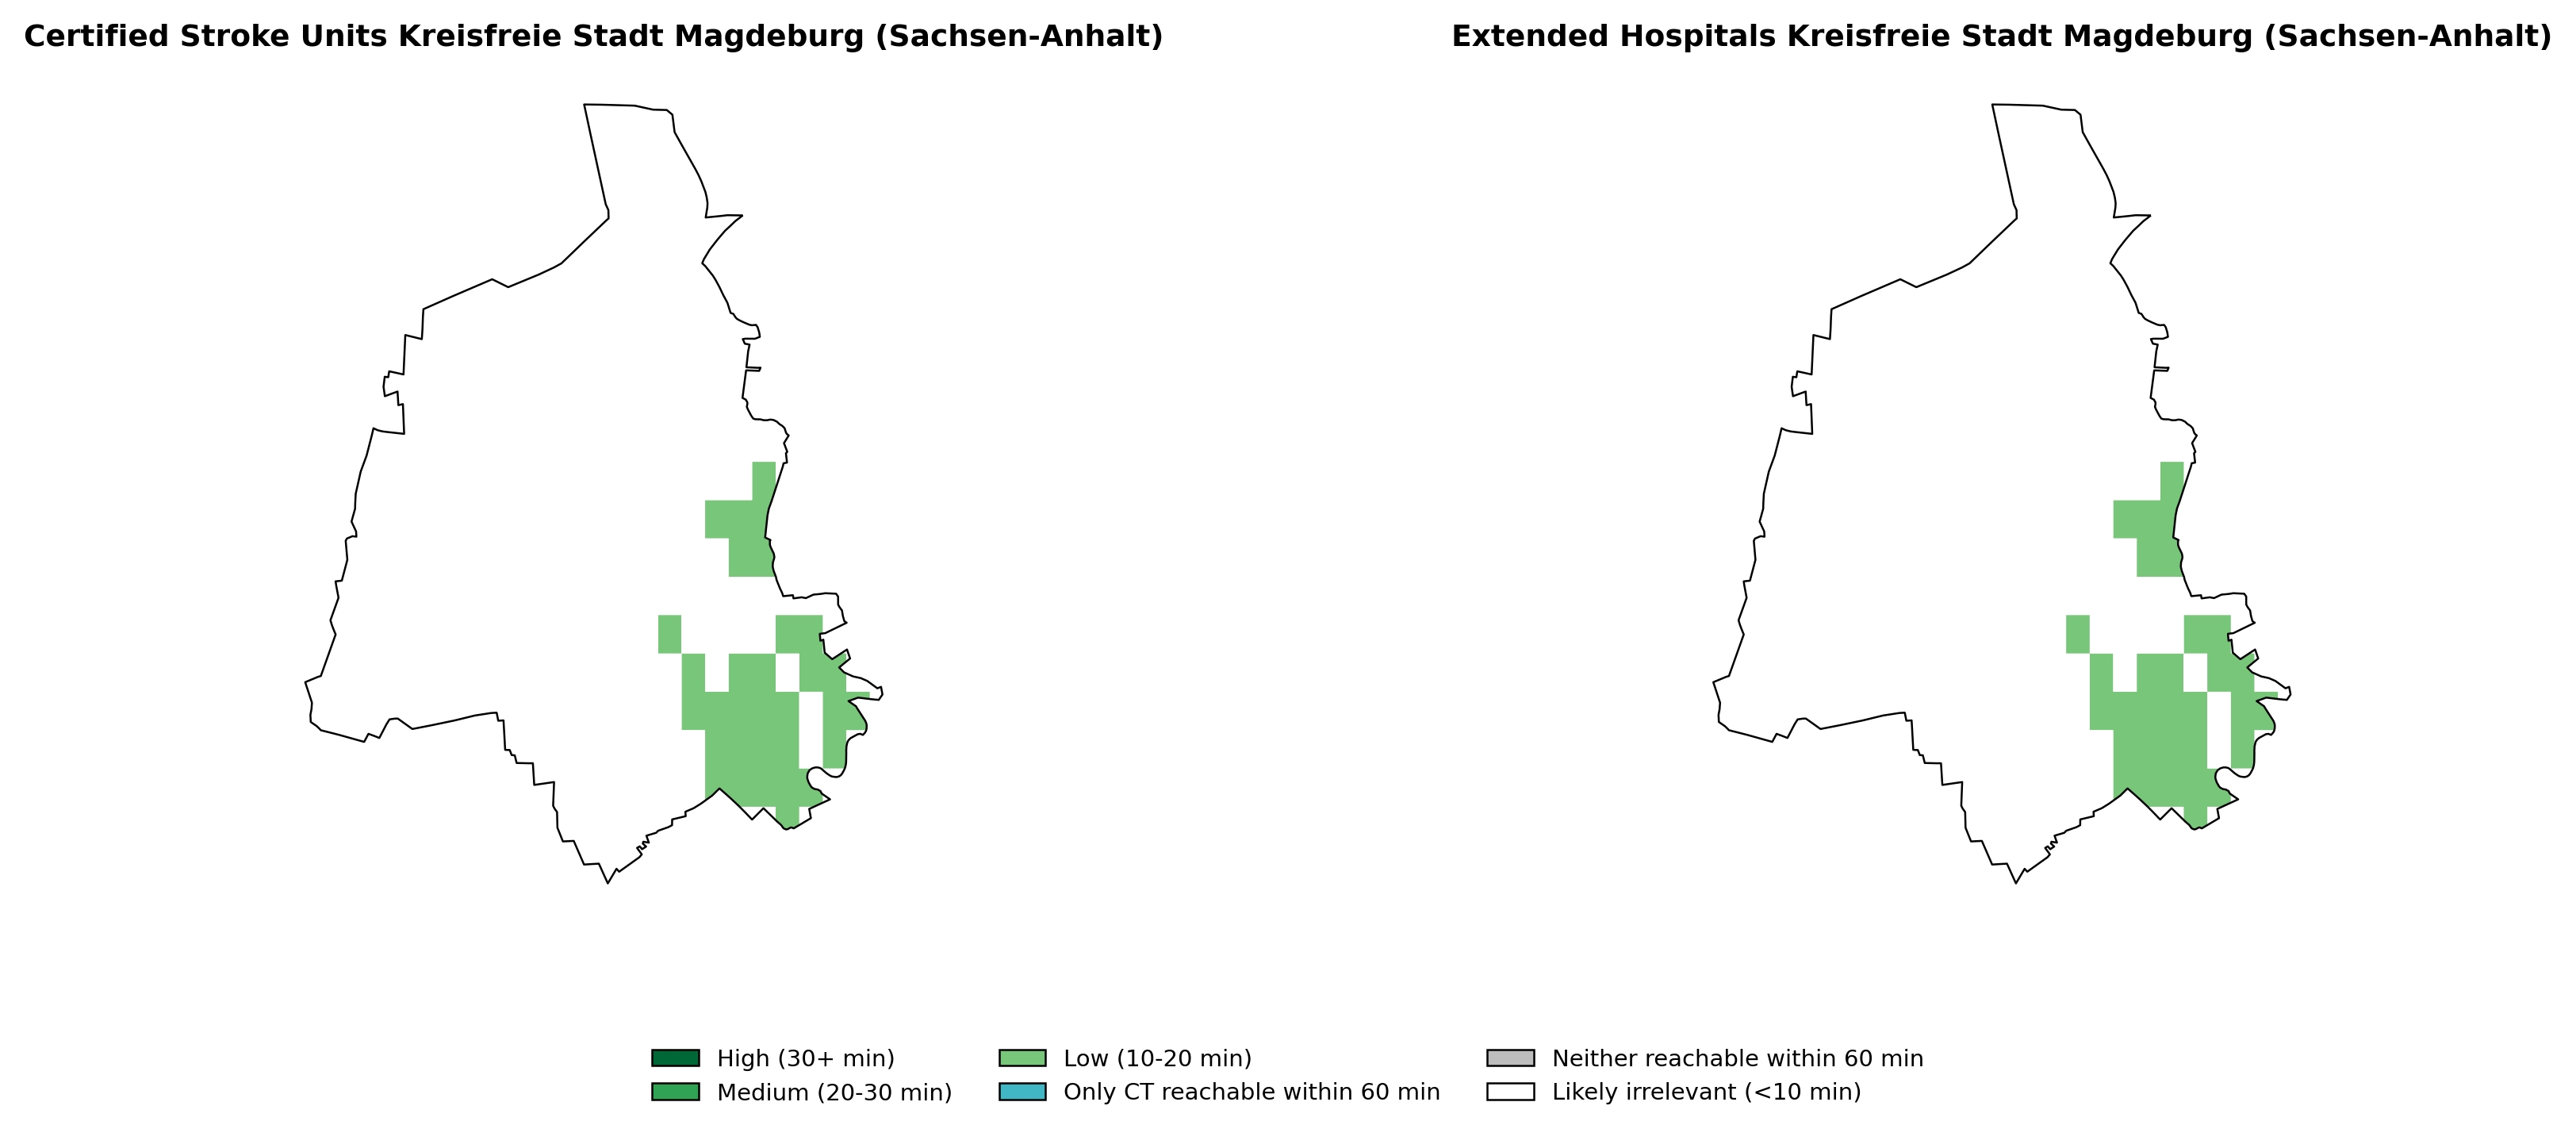 Certified Stroke Units Kreisfreie Stadt Magdeburg (Sachsen-Anhalt)
Extended Hospitals Kreisfreie Stadt Magdeburg (Sachsen-Anhalt)
High (30+ min)
Medium (20-30 min)
Low (10-20 min)
Only CT reachable within 60 min
Neither reachable within 60 min
Likely irrelevant (<10 min)